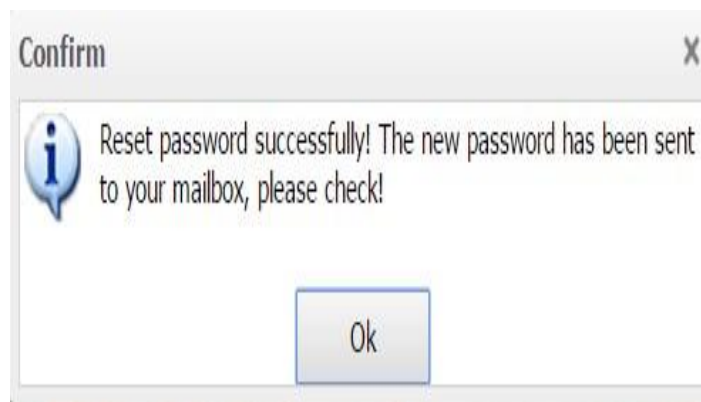 Confirm
Reset password successfully! The new password has been sent
to your mailbox, please check!
Ok